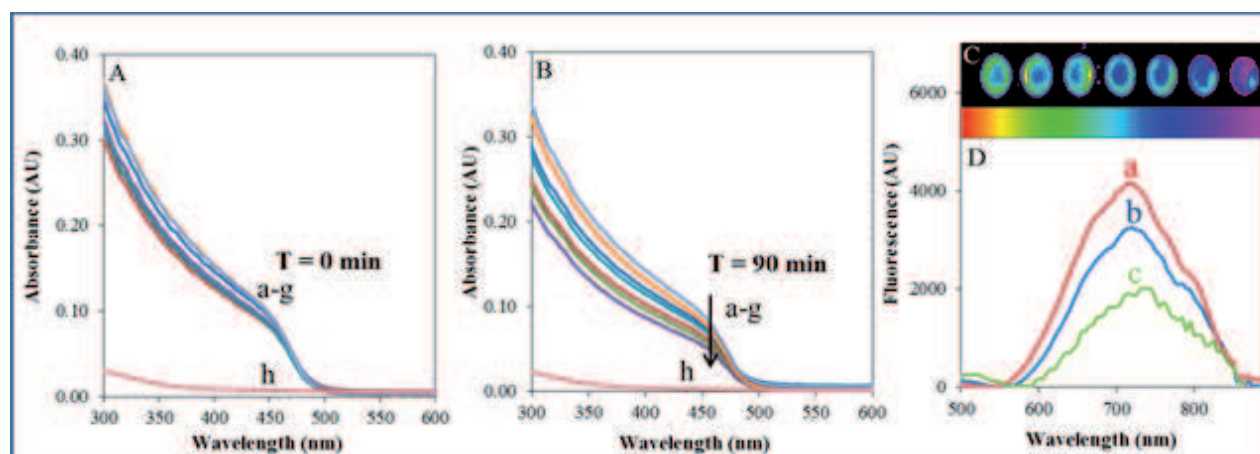 A
0.40
0.30
0.20
0.10
0.00
Absorbance (AU)
T = 0 min
a-g
h
300 350 400 450 500 550 600
Wavelength (nm)
B
0.40
0.30
0.20
0.10
0.00
Absorbance (AU)
T = 90 min
a-g
h
300 350 400 450 500 550 600
Wavelength (nm)
C
D
6000
4000
2000
0
Fluorescence (AU)
a
b
c
500 600 700 800
Wavelength (nm)